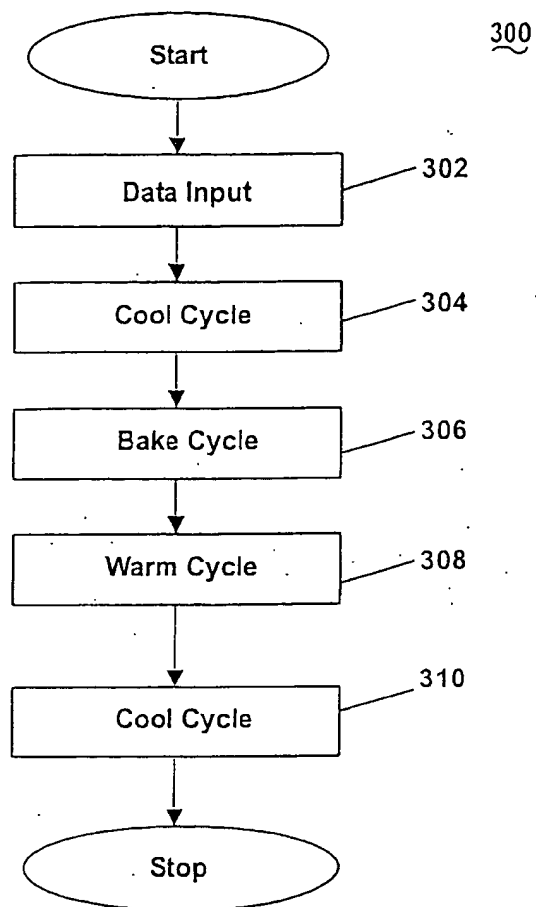 300
Start
Data Input
302
Cool Cycle
304
Bake Cycle
306
Warm Cycle
308
Cool Cycle
310
Stop